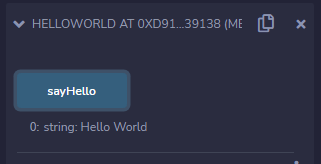 HELLOWORLD AT 0XD91...39138 (ME
sayHello
0: string: Hello World